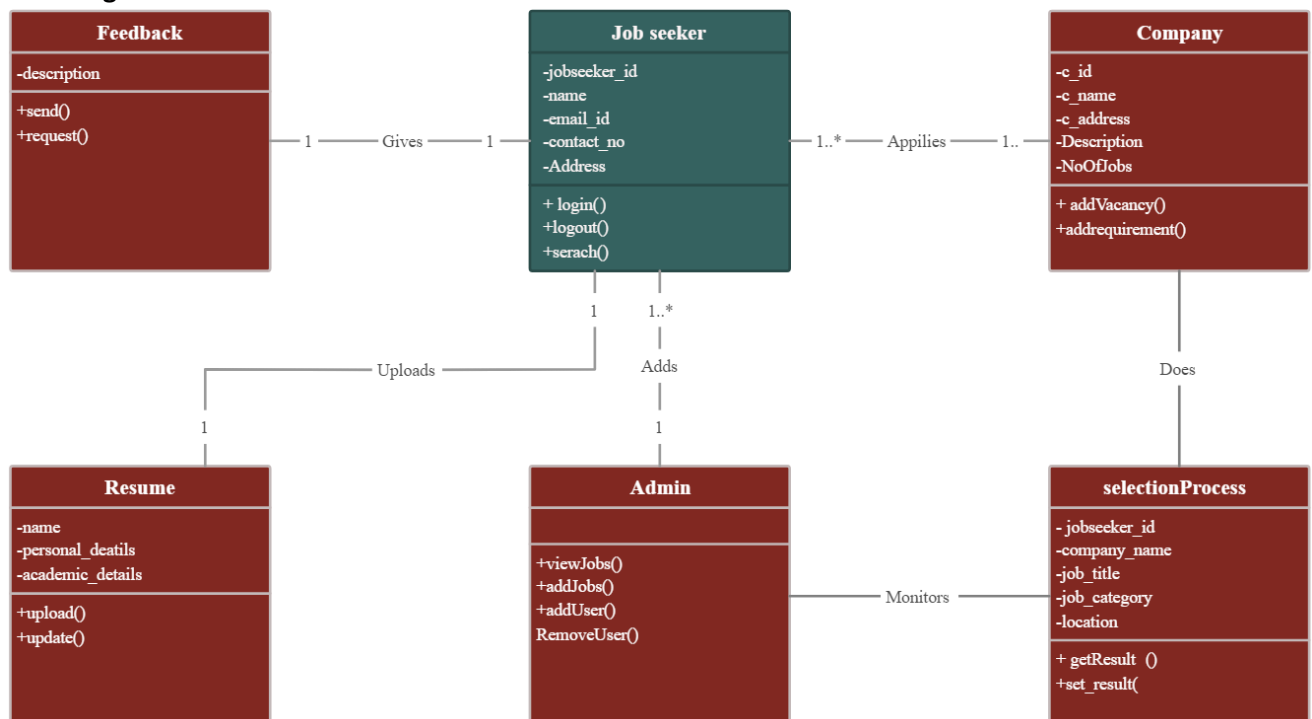 Feedback
-description
+send()
+request()
1
Gives
1
Job seeker
-jobseeker_id
-name
-email_id
-contact_no
-Address
+ login()
+logout()
+serach()
1..*
Appilies
1..
Company
-c_id
-c_name
-c_address
-Description
-NoOfJobs
+ addVacancy()
+addrequirement()
1
Uploads
1
1..*
Adds
1
Does
Resume
-name
-personal_deatils
-academic_details
+upload()
+update()
Admin
+viewJobs()
+addJobs()
+addUser()
RemoveUser()
Monitors
selectionProcess
- jobseeker_id
-company_name
-job_title
-job_category
-location
+ getResult ()
+set_result(